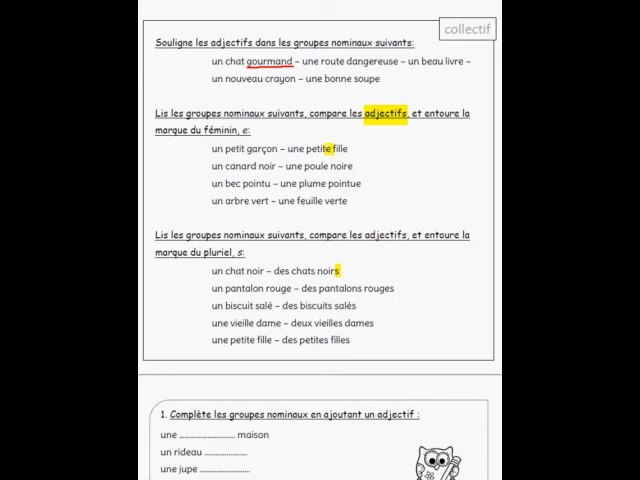 collectif
Souligne les adjectifs dans les groupes nominaux suivants:
un chat gourmand – une route dangereuse – un beau livre –
un nouveau crayon – une bonne soupe
Lis les groupes nominaux suivants, compare les adjectifs, et entoure la
marque du féminin, e:
un petit garçon – une petite fille
un canard noir – une poule noire
un bec pointu – une plume pointue
un arbre vert – une feuille verte
Lis les groupes nominaux suivants, compare les adjectifs, et entoure la
marque du pluriel, s:
un chat noir – des chats noirs
un pantalon rouge – des pantalons rouges
un biscuit salé – des biscuits salés
une vieille dame – deux vieilles dames
une petite fille – des petites filles
1. Complète les groupes nominaux en ajoutant un adjectif :
une ............................ maison
un rideau .....................
une jupe .........................